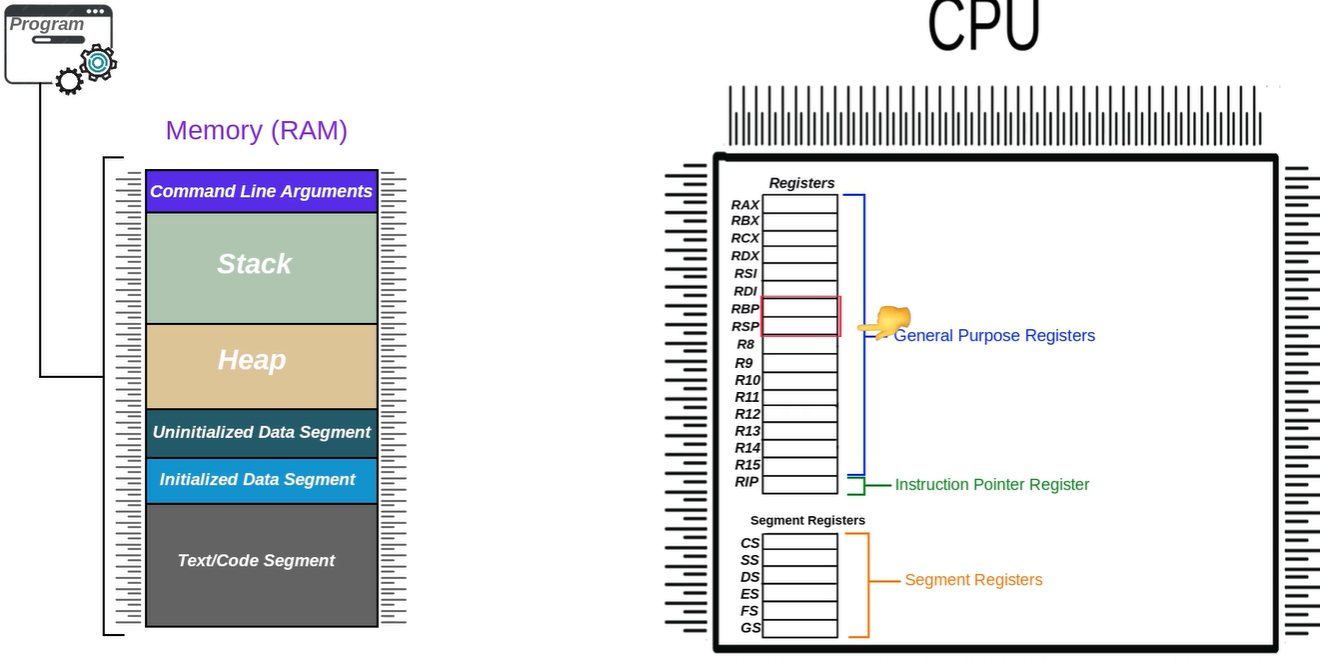 Program
CPU
Memory (RAM)
Command Line Arguments
Stack
Heap
Uninitialized Data Segment
Initialized Data Segment
Text/Code Segment
Registers
RAX
RBX
RCX
RDX
RSI
RDI
RBP
RSP
R8
R9
R10
R11
R12
R13
R14
R15
RIP
General Purpose Registers
Instruction Pointer Register
Segment Registers
CS
SS
DS
ES
FS
GS
Segment Registers